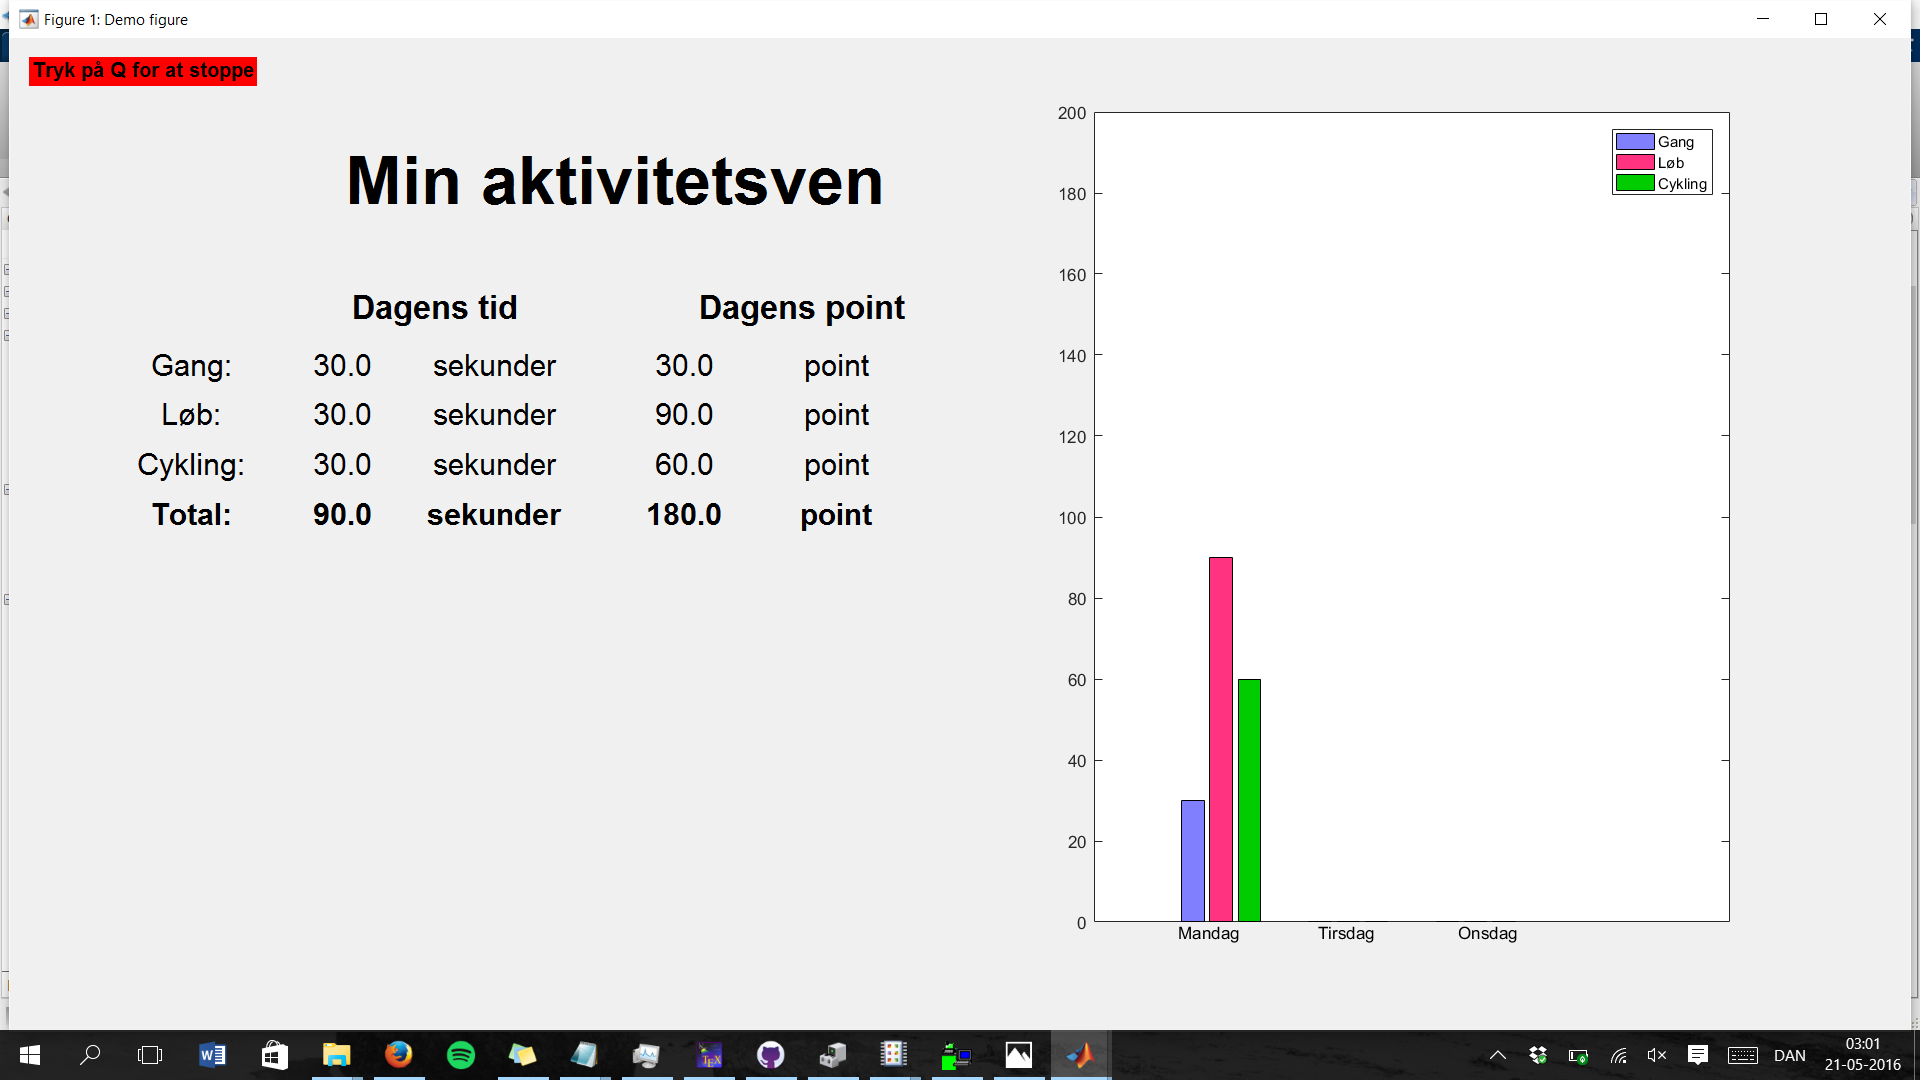 Figure 1: Demo figure
Tryk på Q for at stoppe
Min aktivitetsven
Dagens tid Dagens point
Gang: 30.0 sekunder 30.0 point
Løb: 30.0 sekunder 90.0 point
Cykling: 30.0 sekunder 60.0 point
Total: 90.0 sekunder 180.0 point
200
180
160
140
120
100
80
60
40
20
0
Gang
Løb
Cykling
Mandag Tirsdag Onsdag
DAN
03:01
21-05-2016